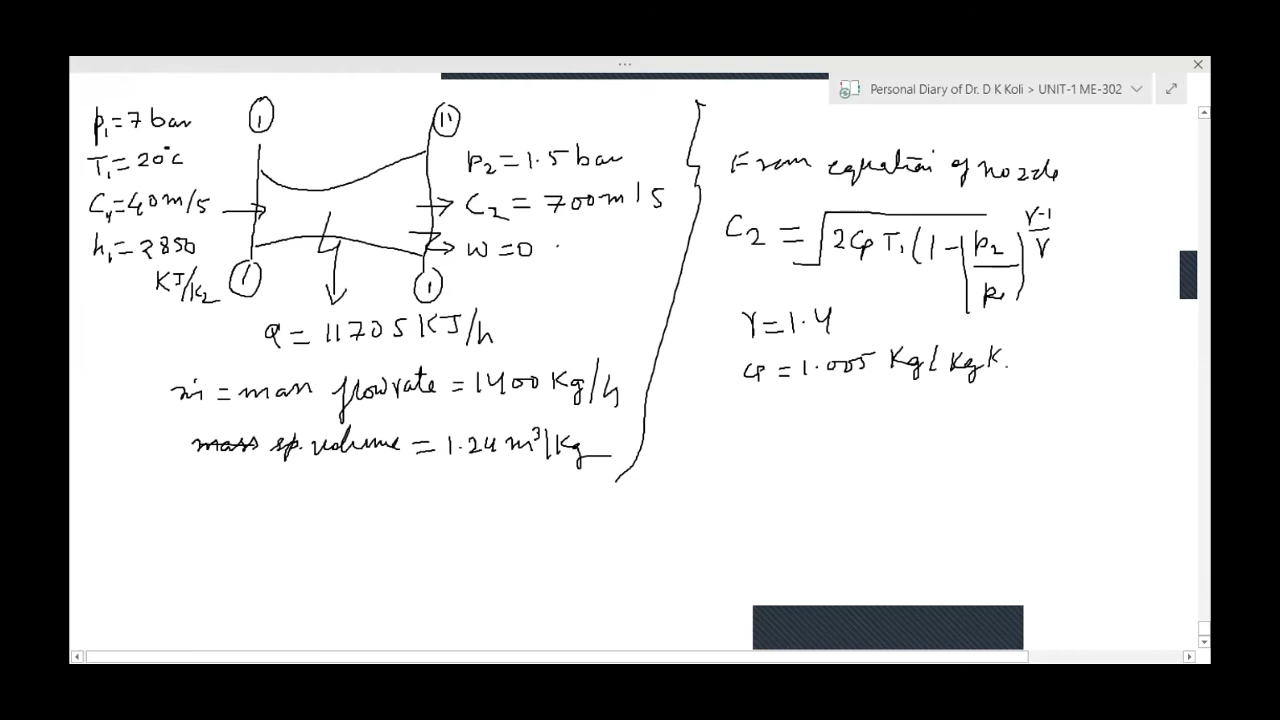 Personal Diary of Dr. D K Koli > UNIT-1 ME-302
p₁ = 7 bar
T₁ = 20°C
C₁ = 40 m/s
h₁ = 2850
KJ/Kg
1
11
1
1
p₂ = 1.5 bar
C₂ = 700 m/s
W = 0
Q = 11705 KJ/h
ṁ = mass flow rate = 1400 Kg/h
mass sp. volume = 1.24 m³/Kg
From equation of nozzle
C₂ = √2Cp T₁ (1 - (p₂/p₁)^γ-1/γ
γ = 1.4
Cp = 1.005 Kg/KgK.